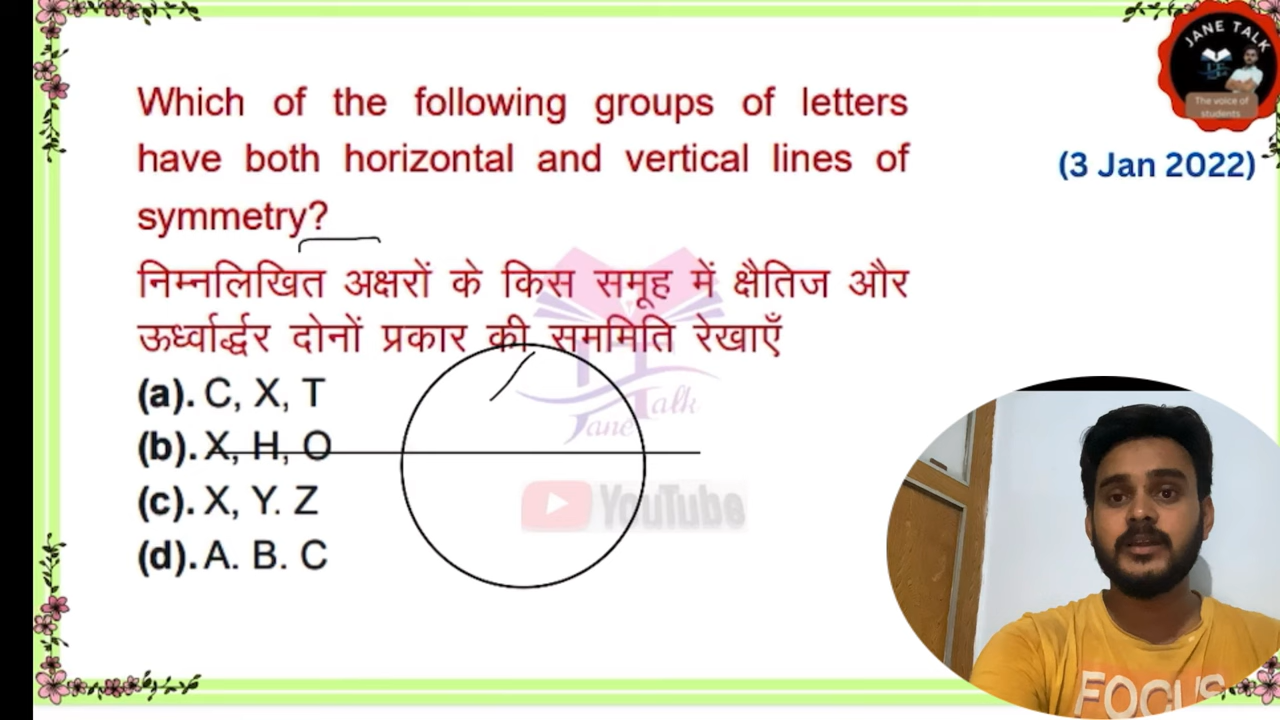 Which of the following groups of letters
have both horizontal and vertical lines of
symmetry?
(3 Jan 2022)
निम्नलिखित अक्षरों के किस समूह में क्षैतिज और
ऊर्ध्वार्द्धर दोनों प्रकार की सममिति रेखाएँ
(a). C, X, T
(b). X, H, O
(c). X, Y. Z
(d). A. B. C
JANE TALK
The voice of
students
Jane Talk
YouTube
FOCUS